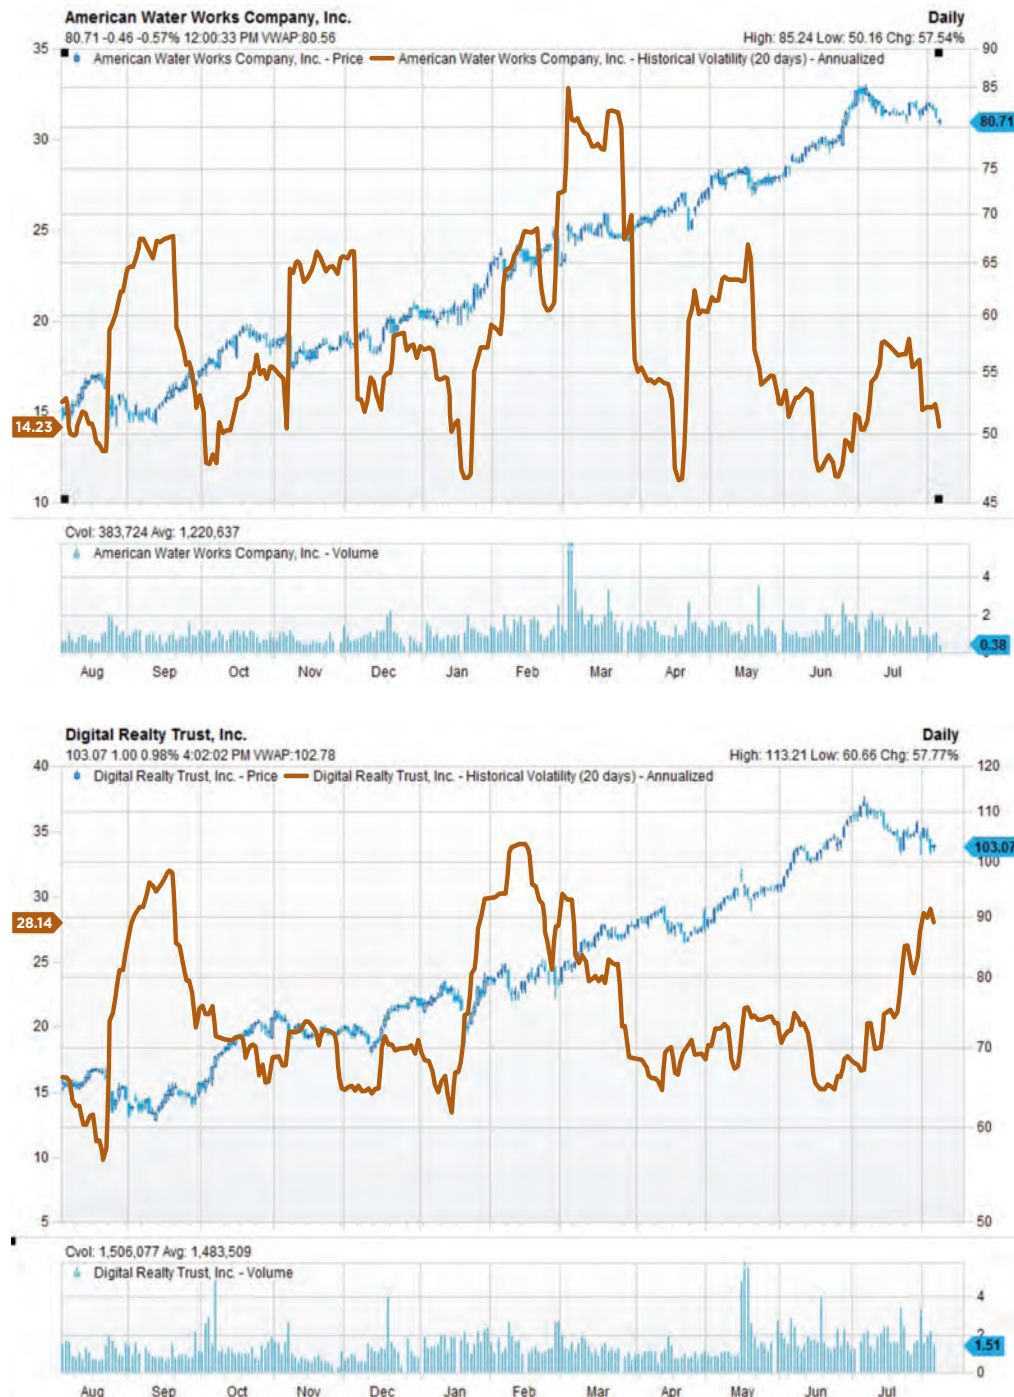 American Water Works Company, Inc. Daily
80.71 -0.46 -0.57% 12:00:33 PM VWAP:80.56 High: 85.24 Low: 50.16 Chg: 57.54%
American Water Works Company, Inc. - Price American Water Works Company, Inc. - Historical Volatility (20 days) - Annualized
35 90
85
80.71
30
75
25 70
65
20 60
55
15
14.23 50
10 45
Cvol: 383,724 Avg: 1,220,637
American Water Works Company, Inc. - Volume
4
2
0.38
Aug Sep Oct Nov Dec Jan Feb Mar Apr May Jun Jul
Digital Realty Trust, Inc. Daily
103.07 1.00 0.98% 4:02:02 PM VWAP:102.78 High: 113.21 Low: 60.66 Chg: 57.77%
Digital Realty Trust, Inc. - Price Digital Realty Trust, Inc. - Historical Volatility (20 days) - Annualized
40 120
110
35
103.07
100
30
28.14 90
25 80
20
70
15
60
10
5 50
Cvol: 1,506,077 Avg: 1,483,509
Digital Realty Trust, Inc. - Volume
4
2
1.51
0
Aug Sep Oct Nov Dec Jan Feb Mar Apr May Jun Jul